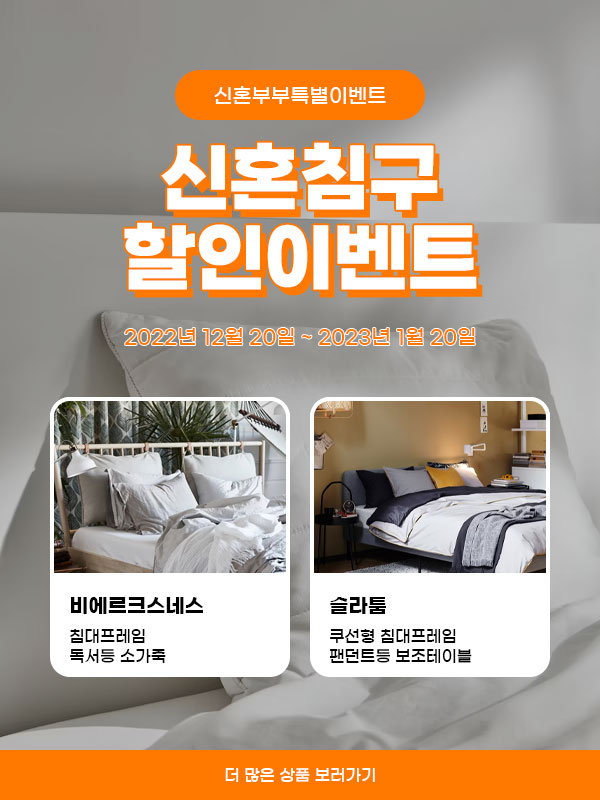 신혼부부특별이벤트
신혼침구
할인이벤트
2022년 12월 20일 ~ 2023년 1월 20일
비에르크스네스
침대프레임
독서등 소가죽
슬라툼
쿠션형 침대프레임
팬던트등 보조테이블
더 많은 상품 보러가기